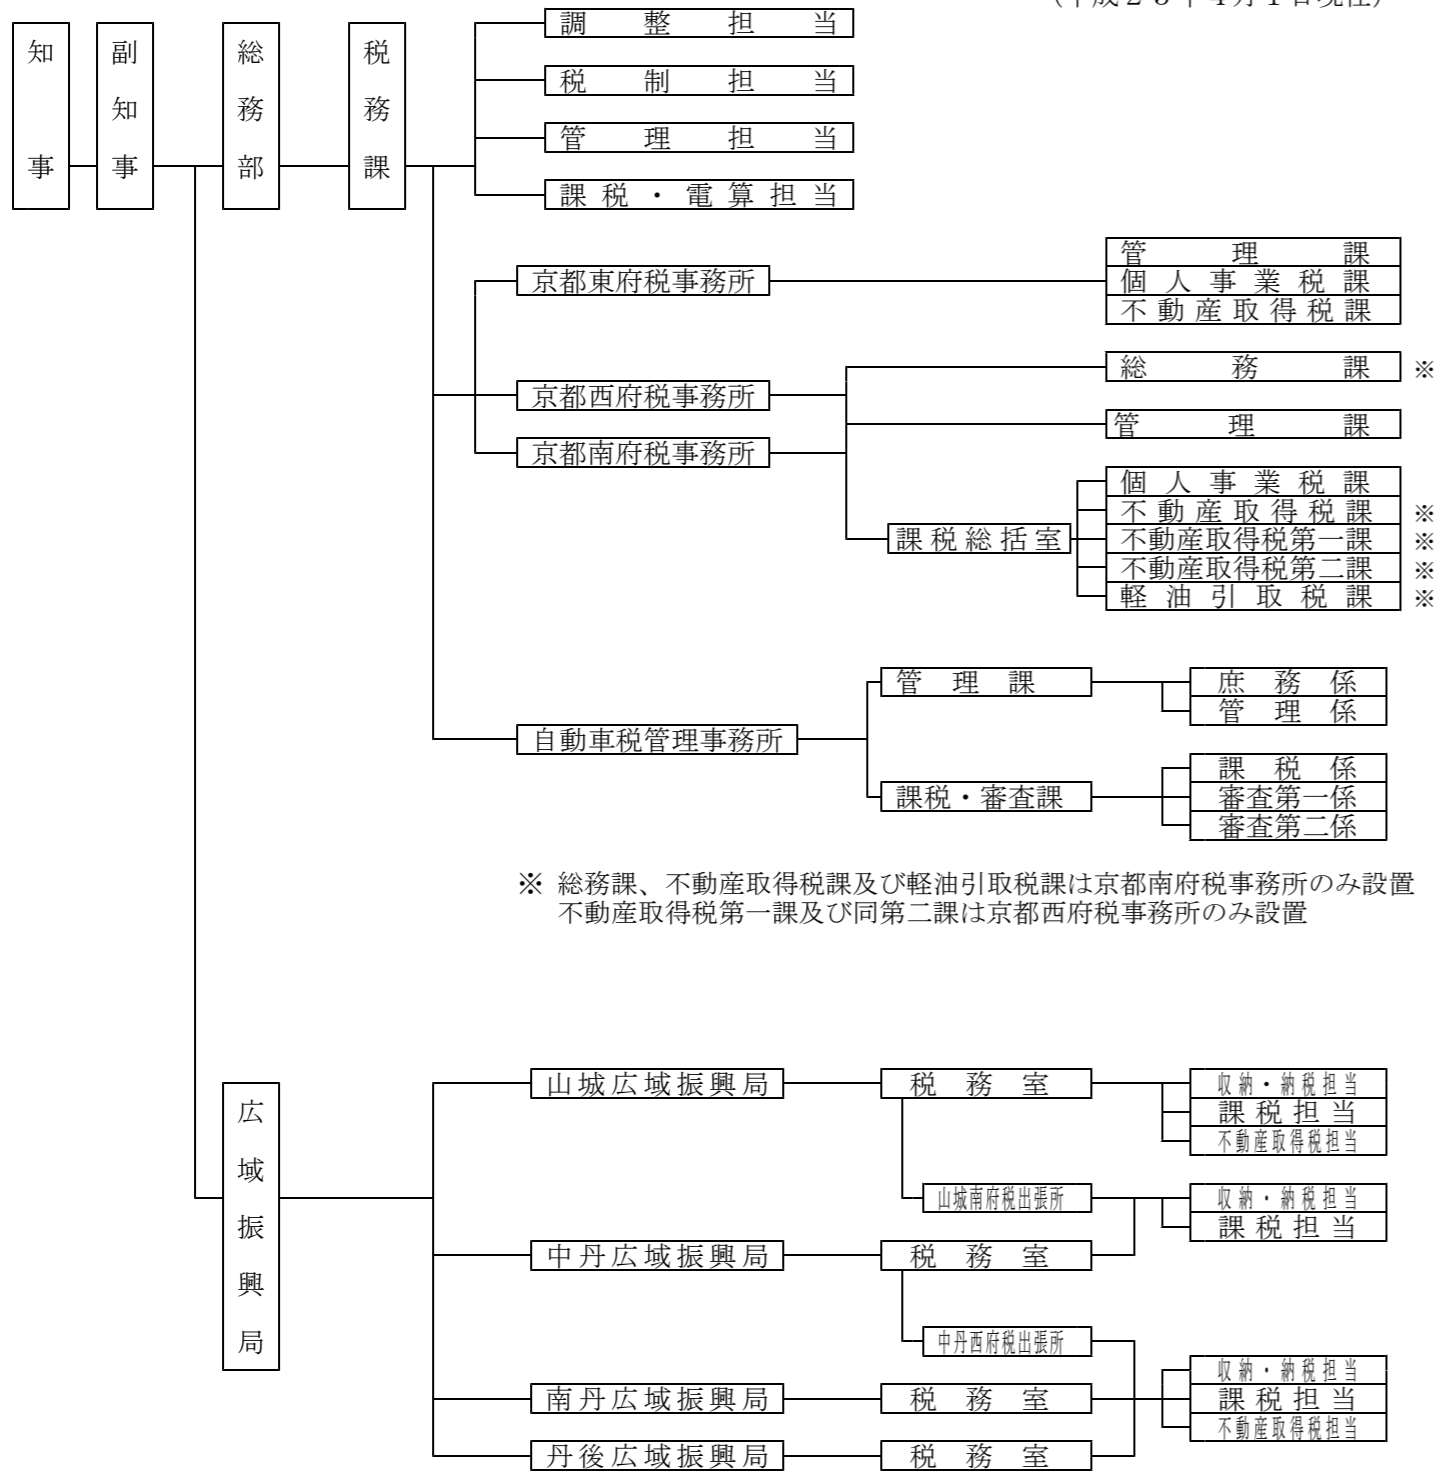 （平成２３年４月１日現在）
知事
副知事
総務部
税務課
調整担当
税制担当
管理担当
課税・電算担当
京都東府税事務所
管理課
個人事業税課
不動産取得税課
京都西府税事務所
京都南府税事務所
総務課 ※
管理課
課税総括室
個人事業税課
不動産取得税課 ※
不動産取得税第一課 ※
不動産取得税第二課 ※
軽油引取税課 ※
自動車税管理事務所
管理課
庶務係
管理係
課税・審査課
課税係
審査第一係
審査第二係
※ 総務課、不動産取得税課及び軽油引取税課は京都南府税事務所のみ設置
不動産取得税第一課及び同第二課は京都西府税事務所のみ設置
広域振興局
山城広域振興局
税務室
収納・納税担当
課税担当
不動産取得税担当
山城南府税出張所
収納・納税担当
課税担当
中丹広域振興局
税務室
中丹西府税出張所
南丹広域振興局
税務室
収納・納税担当
課税担当
不動産取得税担当
丹後広域振興局
税務室